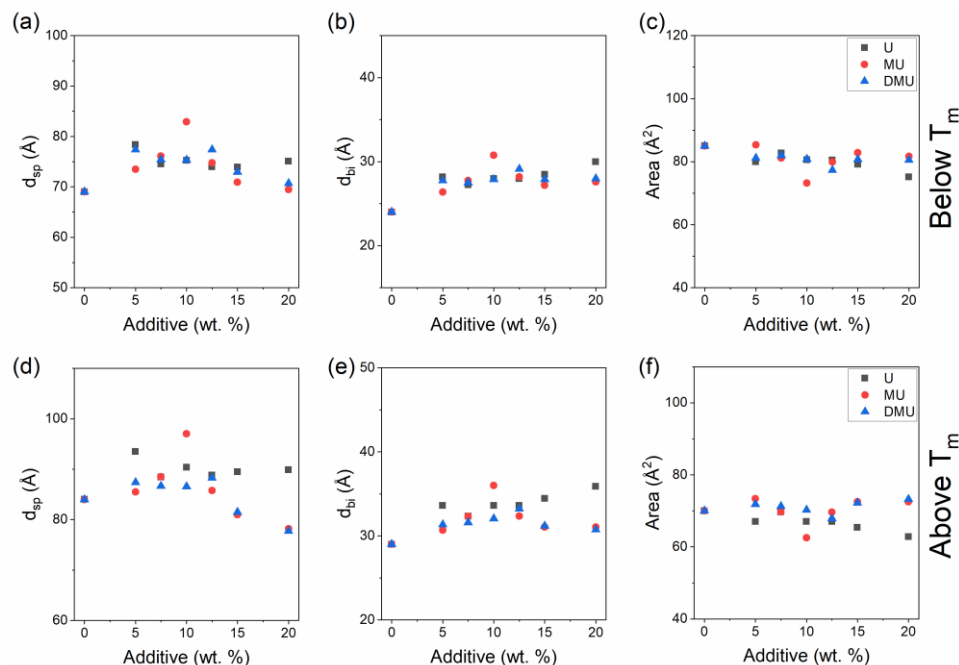 (a)
100
90
80
70
60
50
d_sp (Å)
0 5 10 15 20
Additive (wt. %)
(b)
40
30
20
d_bi (Å)
0 5 10 15 20
Additive (wt. %)
(c)
120
100
80
60
40
Area (Å²)
U
MU
DMU
0 5 10 15 20
Additive (wt. %)
Below T_m
(d)
100
80
60
d_sp (Å)
0 5 10 15 20
Additive (wt. %)
(e)
50
40
30
20
d_bi (Å)
0 5 10 15 20
Additive (wt. %)
(f)
100
80
60
40
Area (Å²)
U
MU
DMU
0 5 10 15 20
Additive (wt. %)
Above T_m